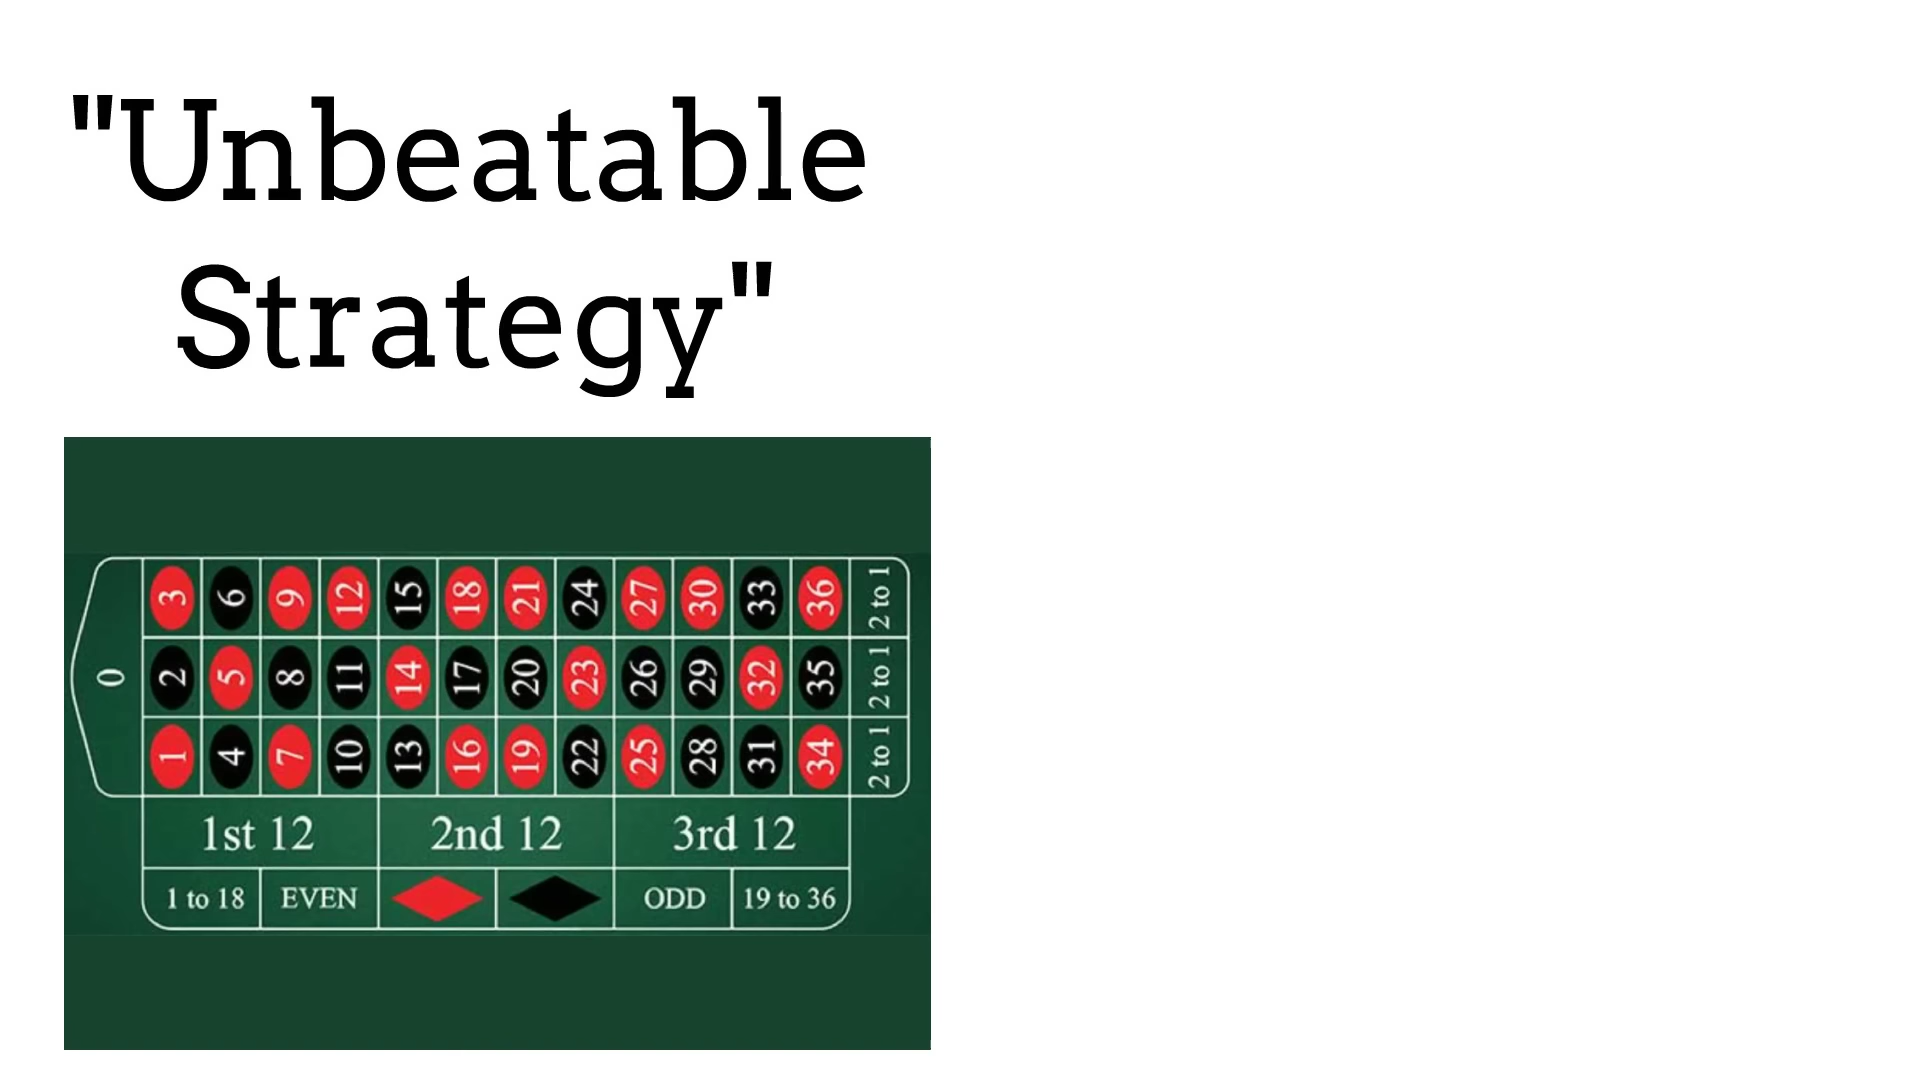 "Unbeatable
Strategy"
3 6 9 12 15 18 21 24 27 30 33 36 2 to 1
0 2 5 8 11 14 17 20 23 26 29 32 35 2 to 1
1 4 7 10 13 16 19 22 25 28 31 34 2 to 1
1st 12 2nd 12 3rd 12
1 to 18 EVEN ODD 19 to 36